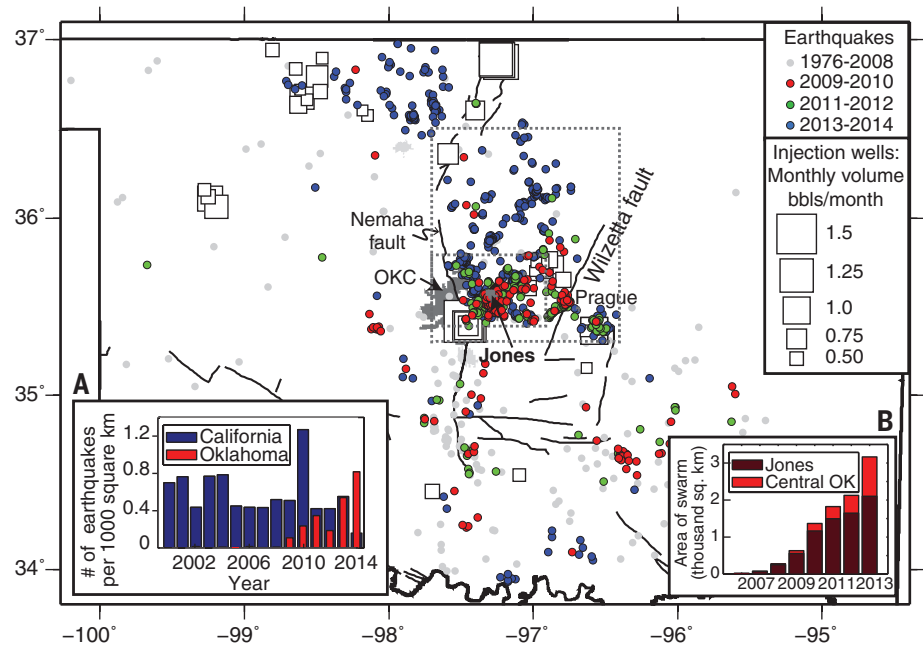 37˚
36˚
35˚
34˚
−100˚
−99˚
−98˚
−97˚
−96˚
−95˚
Earthquakes
1976-2008
2009-2010
2011-2012
2013-2014
Injection wells:
Monthly volume
bbls/month
1.5
1.25
1.0
0.75
0.50
Nemaha
fault
Wilzetta fault
OKC
Prague
Jones
A
1.2
0.8
0.4
0
California
Oklahoma
# of earthquakes
per 1000 square km
2002
2006
2010
2014
Year
B
3
2
1
0
Jones
Central OK
Area of swarm
(thousand sq. km)
2007
2009
2011
2013